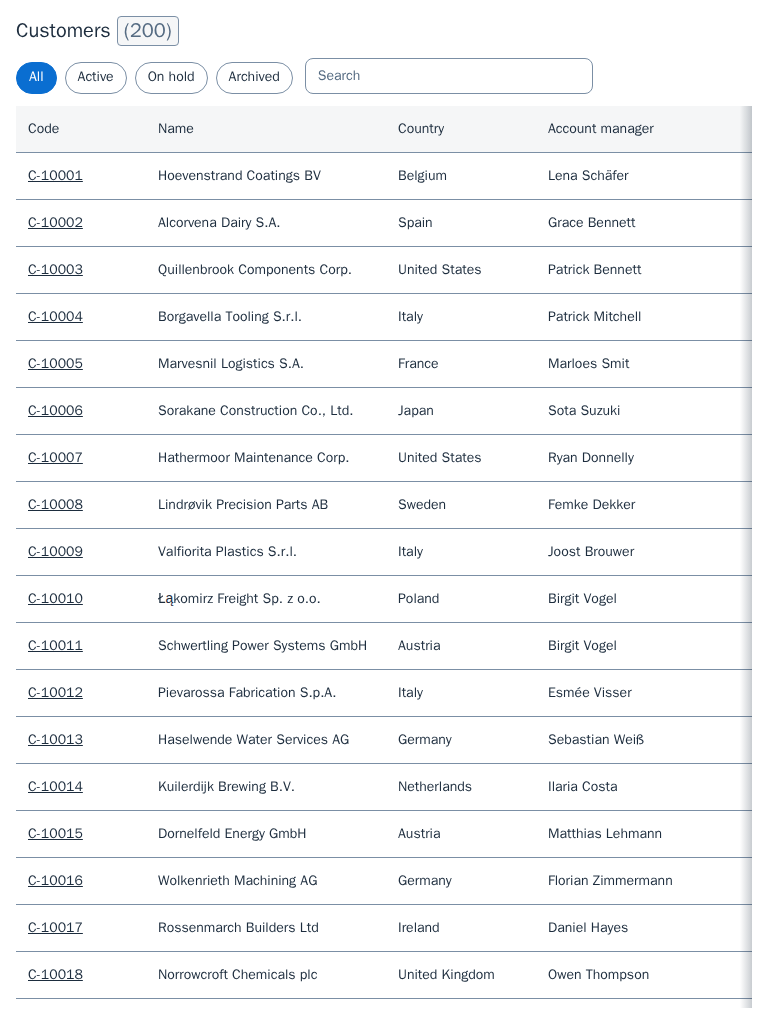 Customers (200)
All Active On hold Archived Search
Code Name Country Account manager
C-10001 Hoevenstrand Coatings BV Belgium Lena Schäfer
C-10002 Alcorvena Dairy S.A. Spain Grace Bennett
C-10003 Quillenbrook Components Corp. United States Patrick Bennett
C-10004 Borgavella Tooling S.r.l. Italy Patrick Mitchell
C-10005 Marvesnil Logistics S.A. France Marloes Smit
C-10006 Sorakane Construction Co., Ltd. Japan Sota Suzuki
C-10007 Hathermoor Maintenance Corp. United States Ryan Donnelly
C-10008 Lindrøvik Precision Parts AB Sweden Femke Dekker
C-10009 Valfiorita Plastics S.r.l. Italy Joost Brouwer
C-10010 Łąkomirz Freight Sp. z o.o. Poland Birgit Vogel
C-10011 Schwertling Power Systems GmbH Austria Birgit Vogel
C-10012 Pievarossa Fabrication S.p.A. Italy Esmée Visser
C-10013 Haselwende Water Services AG Germany Sebastian Weiß
C-10014 Kuilerdijk Brewing B.V. Netherlands Ilaria Costa
C-10015 Dornelfeld Energy GmbH Austria Matthias Lehmann
C-10016 Wolkenrieth Machining AG Germany Florian Zimmermann
C-10017 Rossenmarch Builders Ltd Ireland Daniel Hayes
C-10018 Norrowcroft Chemicals plc United Kingdom Owen Thompson